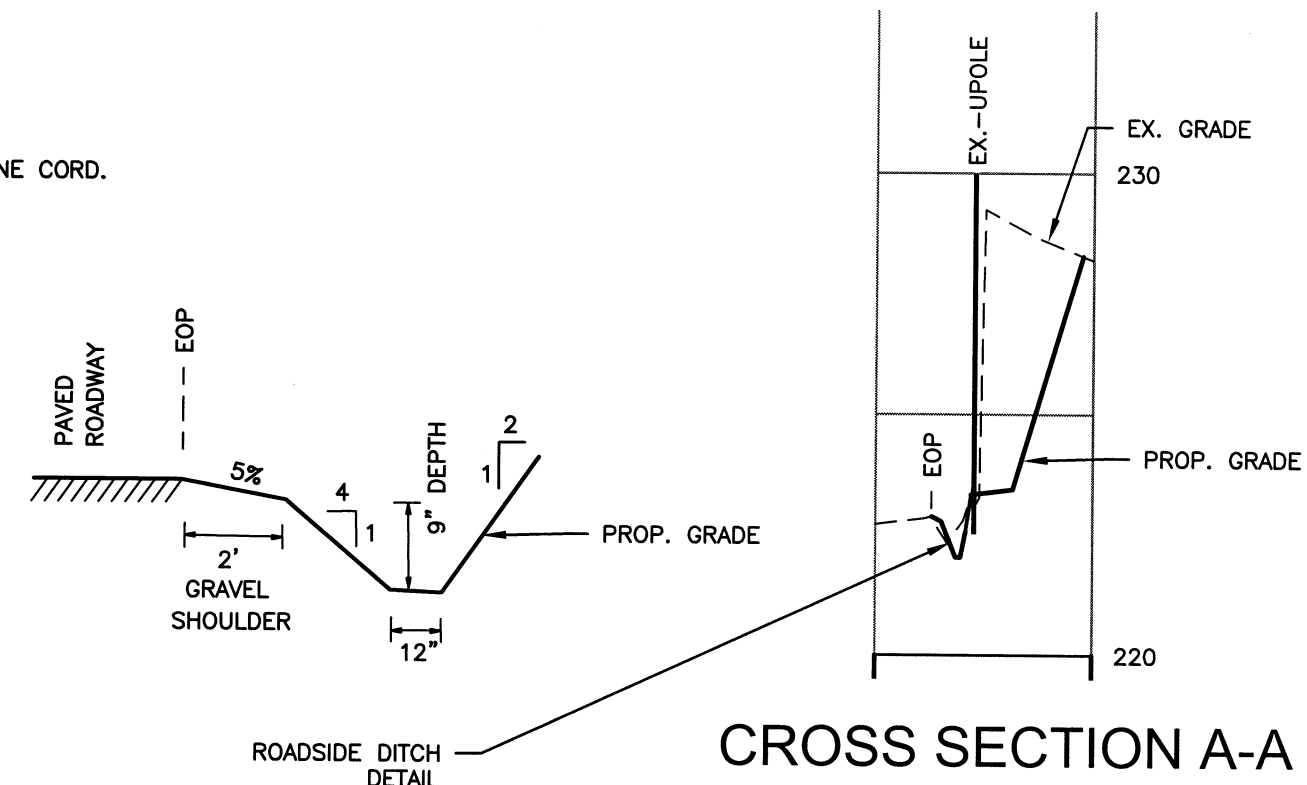 NE CORD.
PAVED
ROADWAY
EOP
5%
4
1
9" DEPTH
2
1
PROP. GRADE
2'
GRAVEL
SHOULDER
12"
ROADSIDE DITCH
DETAIL
EX.-UPOLE
EX. GRADE
230
EOP
PROP. GRADE
220
CROSS SECTION A-A